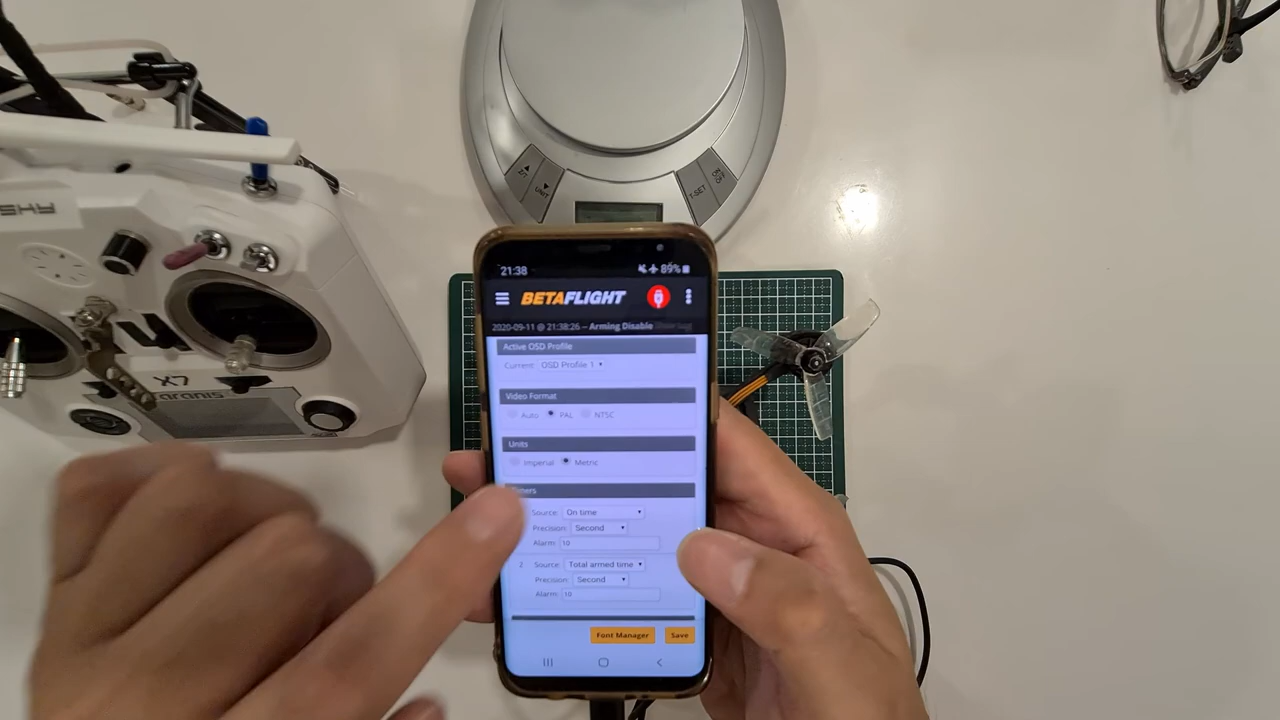 21:38
89%
BETAFLIGHT
2020-09-11 @ 21:38:26 -- Arming Disable
Active OSD Profile
Current: OSD Profile 1
Video Format
Auto PAL NTSC
Units
Imperial Metric
Source: On time
Precision: Second
Alarm: 10
2 Source: Total armed time
Precision: Second
Alarm: 10
Font Manager Save
UNIT
T-SET
X7